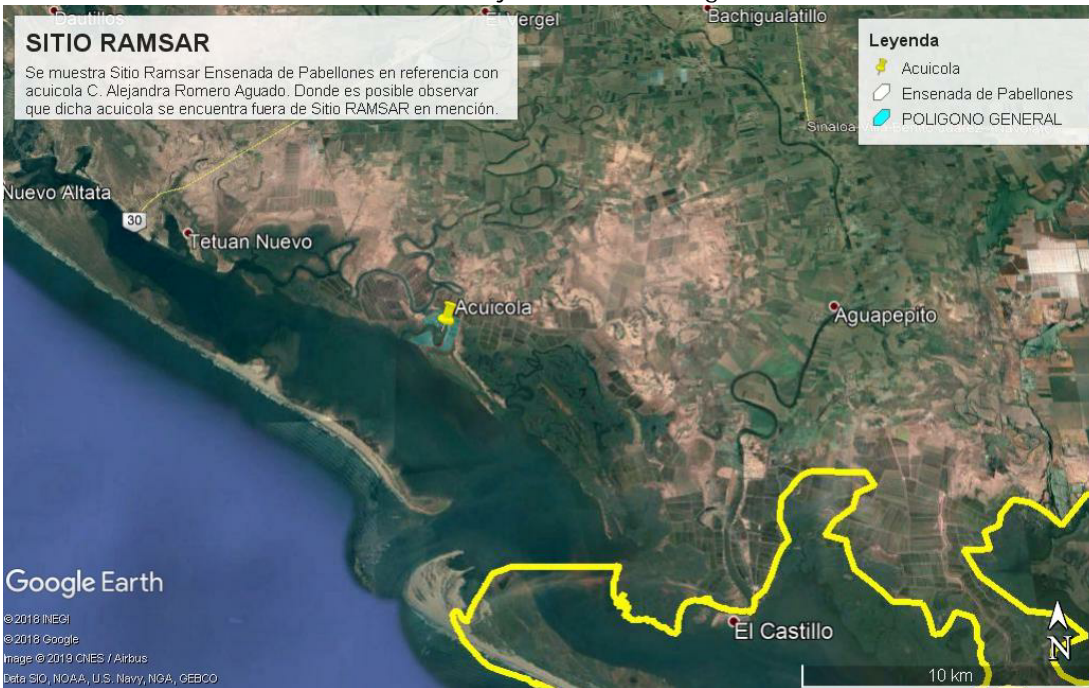 Dautillos
El Vergel
Bachigualatillo
SITIO RAMSAR
Se muestra Sitio Ramsar Ensenada de Pabellones en referencia con
acuicola C. Alejandra Romero Aguado. Donde es posible observar
que dicha acuicola se encuentra fuera de Sitio RAMSAR en mención.
Leyenda
Acuicola
Ensenada de Pabellones
POLIGONO GENERAL
Nuevo Altata
30
Tetuan Nuevo
Acuicola
Aguapepito
El Castillo
Google Earth
©2018 INEGI
©2018 Google
Image © 2019 CNES / Airbus
Data SIO, NOAA, U.S. Navy, NGA, GEBCO
N
10 km